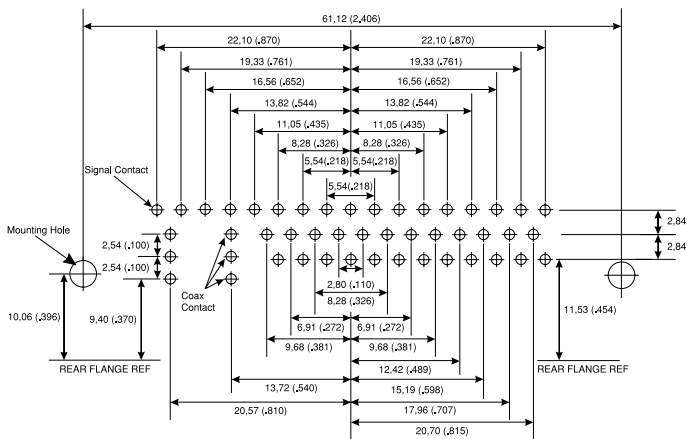 61,12 (2,406)
22,10 (.870) 22,10 (.870)
19,33 (.761) 19,33 (.761)
16,56 (.652) 16,56 (.652)
13,82 (.544) 13,82 (.544)
11,05 (.435) 11,05 (.435)
8,28 (.326) 8,28 (.326)
5,54(.218) 5,54(.218)
Signal Contact
5,54(.218)
2,84
Mounting Hole
2,54 (.100)
2,84
2,54 (.100)
Coax
Contact
2,80 (.110)
8,28 (.326)
10,06 (.396)
9,40 (.370)
11,53 (.454)
6,91 (.272) 6,91 (.272)
9,68 (.381) 9,68 (.381)
REAR FLANGE REF
12,42 (.489)
REAR FLANGE REF
13,72 (.540)
15,19 (.598)
20,57 (.810)
17,96 (.707)
20,70 (.815)